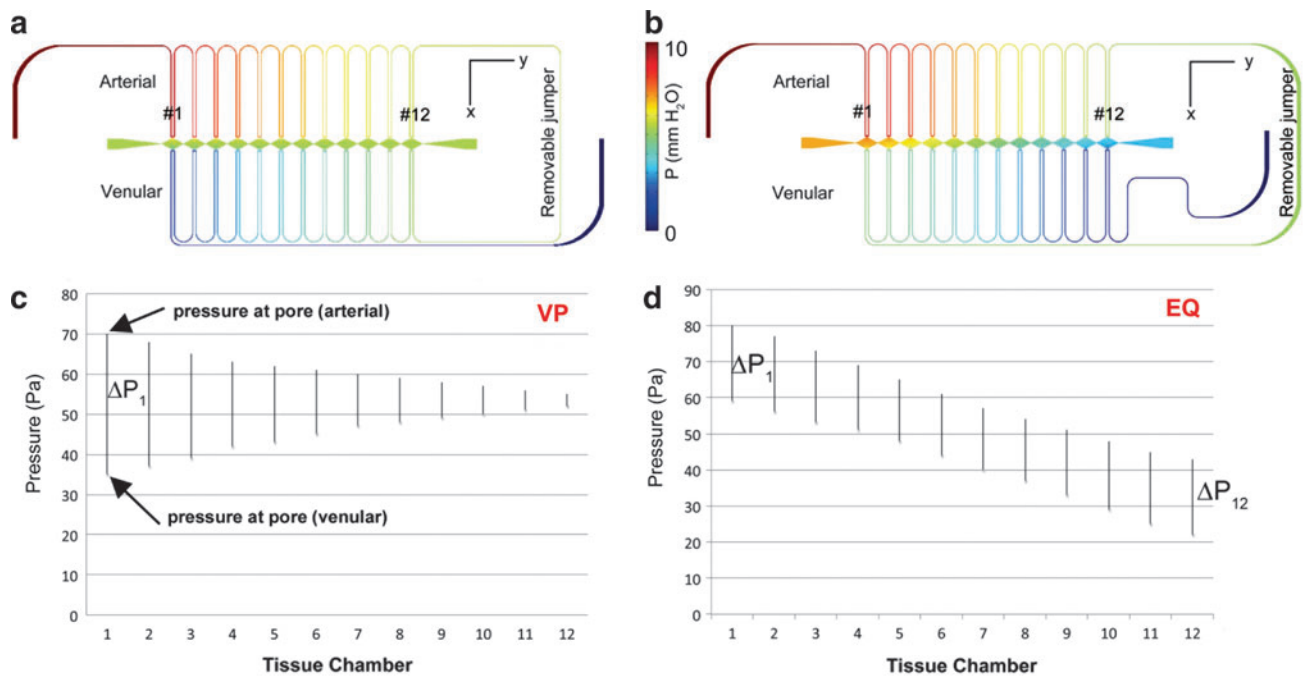 a
Arterial
#1
#12
y
x
Venular
Removable jumper
10
P (mm H₂O)
0
b
Arterial
#1
#12
y
x
Venular
Removable jumper
c
VP
pressure at pore (arterial)
ΔP₁
pressure at pore (venular)
Pressure (Pa)
80
70
60
50
40
30
20
10
0
1 2 3 4 5 6 7 8 9 10 11 12
Tissue Chamber
d
EQ
ΔP₁
ΔP₁₂
Pressure (Pa)
90
80
70
60
50
40
30
20
10
0
1 2 3 4 5 6 7 8 9 10 11 12
Tissue Chamber